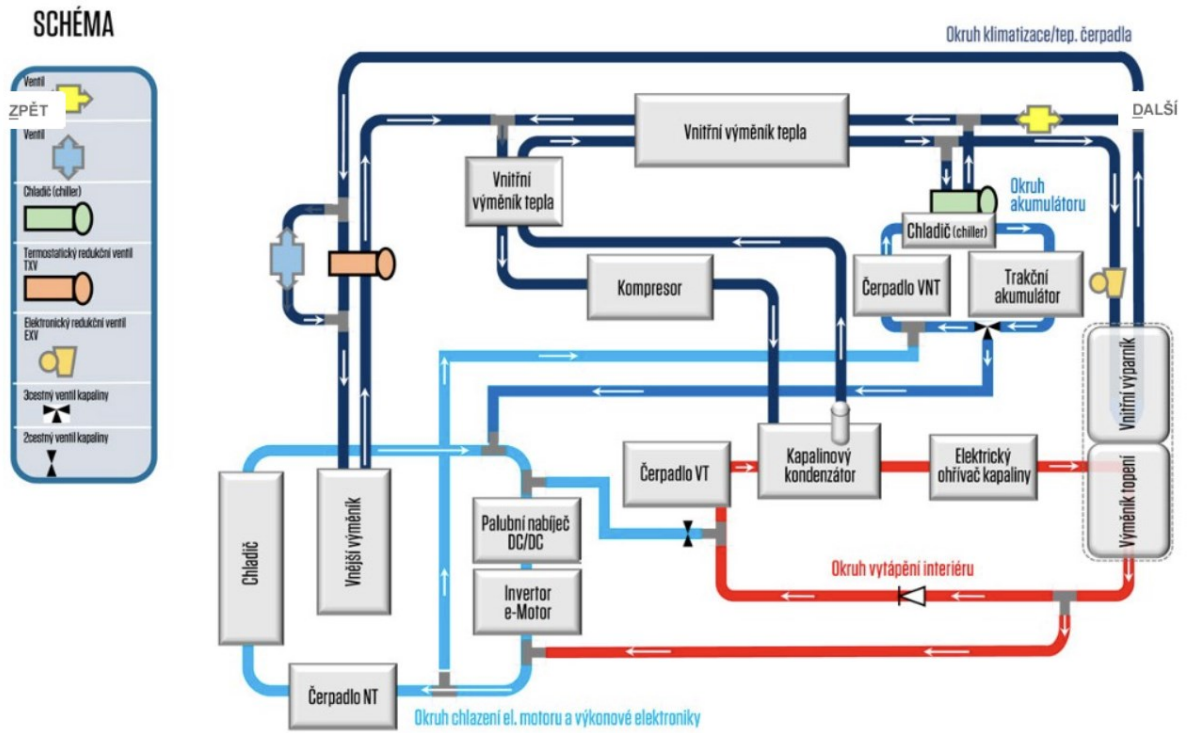 SCHÉMA
Okruh klimatizace/tep. čerpadla
Ventil
ZPĚT
DALŠÍ
Ventil
Chladič (chiller)
Termostatický redukční ventil
TXV
Elektronický redukční ventil
EXV
3cestný ventil kapaliny
2cestný ventil kapaliny
Vnitřní výměník tepla
Vnitřní
výměník tepla
Okruh
akumulátoru
Chladič (chiller)
Kompresor
Čerpadlo VNT
Trakční
akumulátor
Vnitřní výparník
Čerpadlo VT
Kapalinový
kondenzátor
Elektrický
ohřívač kapaliny
Výměník topení
Chladič
Vnější výměník
Palubní nabíječ
DC/DC
Invertor
e-Motor
Okruh vytápění interiéru
Čerpadlo NT
Okruh chlazení el. motoru a výkonové elektroniky